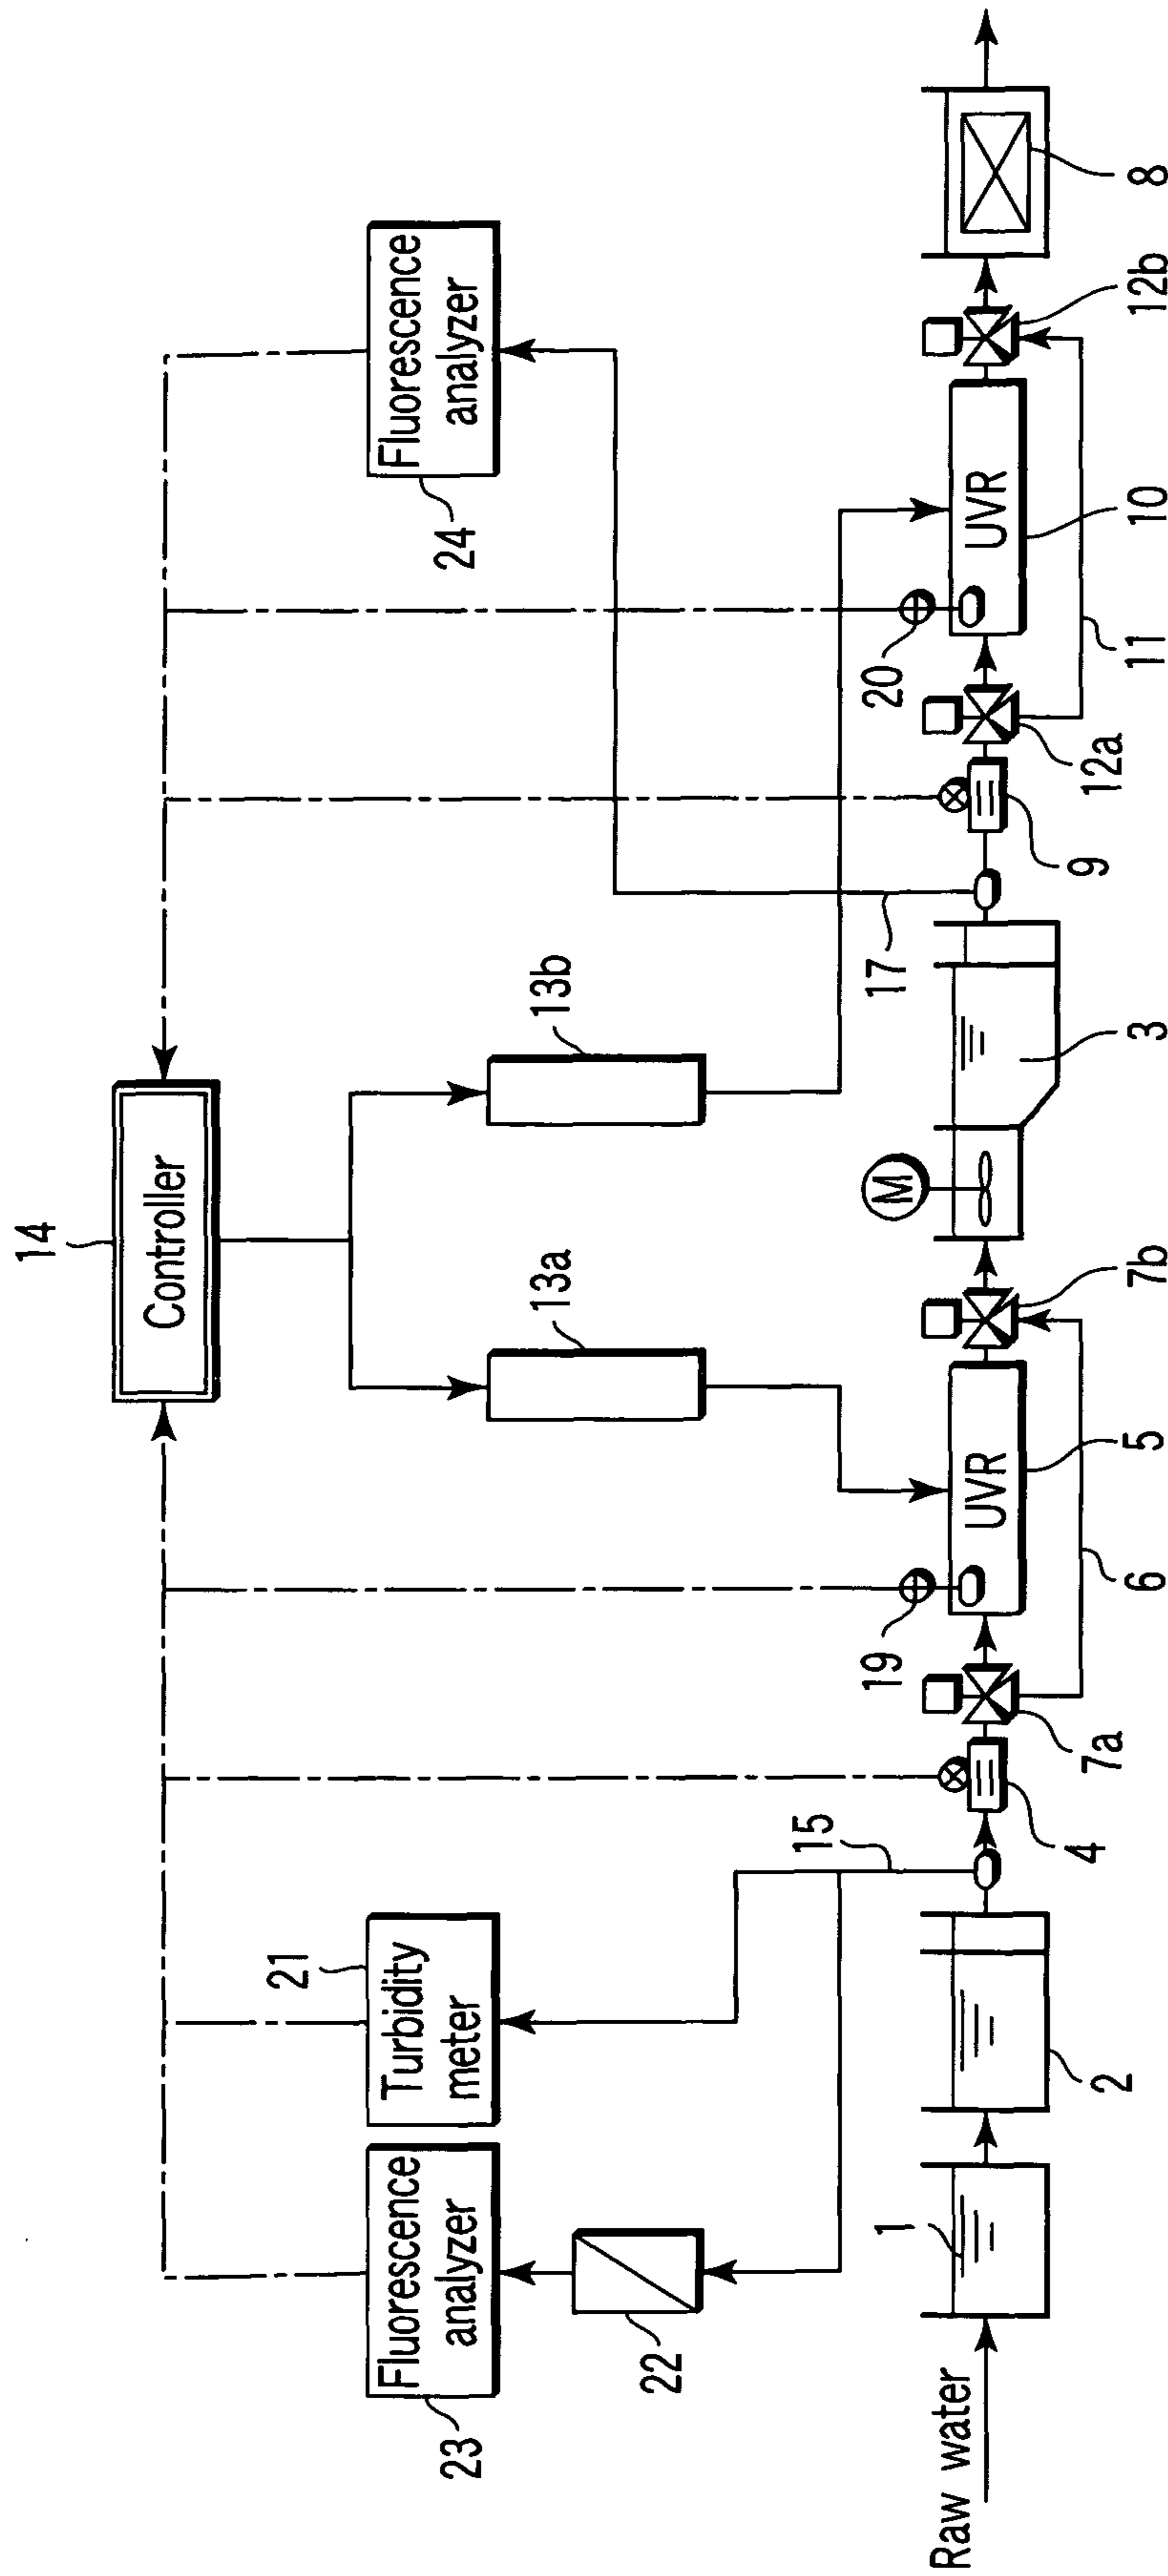 14
Controller
21
Turbidity
meter
23
Fluorescence
analyzer
Fluorescence
analyzer
24
13a
13b
22
15
19
17
20
M
Raw water
1
2
4
7a
UVR
5
6
7b
3
9
12a
UVR
10
11
12b
8